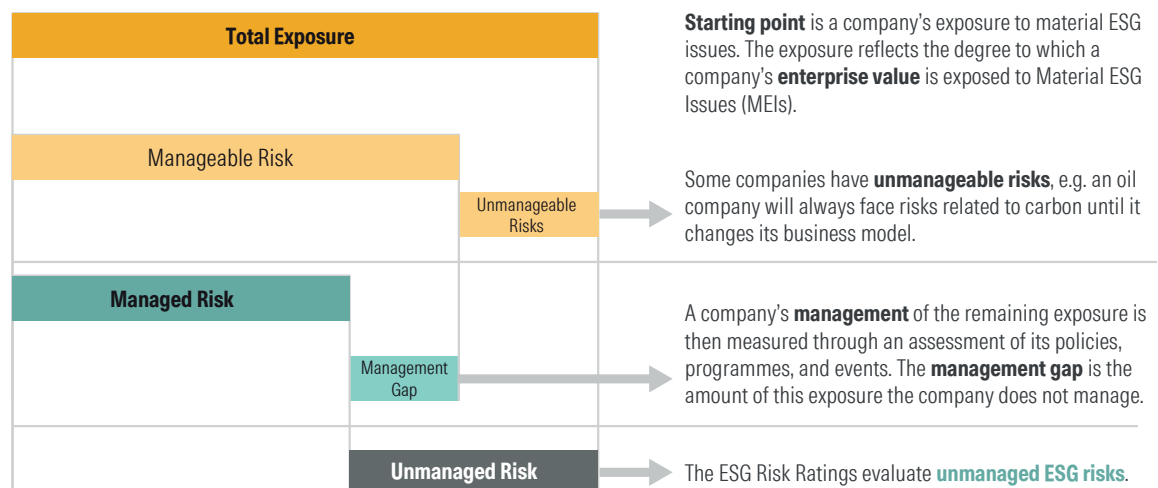 Total Exposure
Starting point is a company’s exposure to material ESG
issues. The exposure reflects the degree to which a
company’s enterprise value is exposed to Material ESG
Issues (MEIs).
Manageable Risk
Unmanageable
Risks
Some companies have unmanageable risks, e.g. an oil
company will always face risks related to carbon until it
changes its business model.
Managed Risk
Management
Gap
A company’s management of the remaining exposure is
then measured through an assessment of its policies,
programmes, and events. The management gap is the
amount of this exposure the company does not manage.
Unmanaged Risk
The ESG Risk Ratings evaluate unmanaged ESG risks.